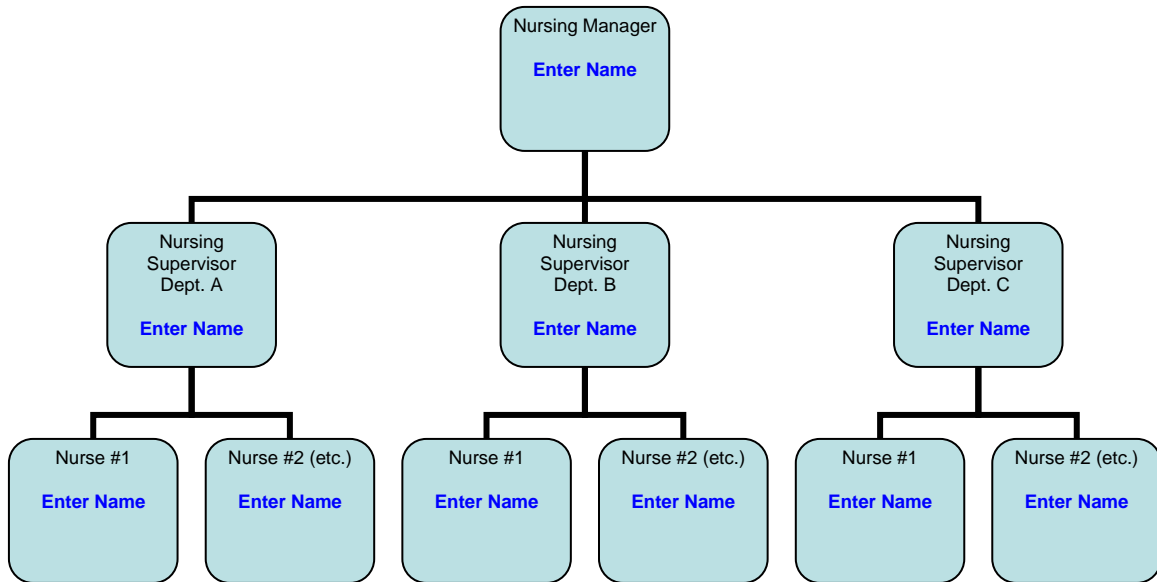 Nursing Manager
Enter Name
Nursing
Supervisor
Dept. A
Enter Name
Nursing
Supervisor
Dept. B
Enter Name
Nursing
Supervisor
Dept. C
Enter Name
Nurse #1
Enter Name
Nurse #2 (etc.)
Enter Name
Nurse #1
Enter Name
Nurse #2 (etc.)
Enter Name
Nurse #1
Enter Name
Nurse #2 (etc.)
Enter Name